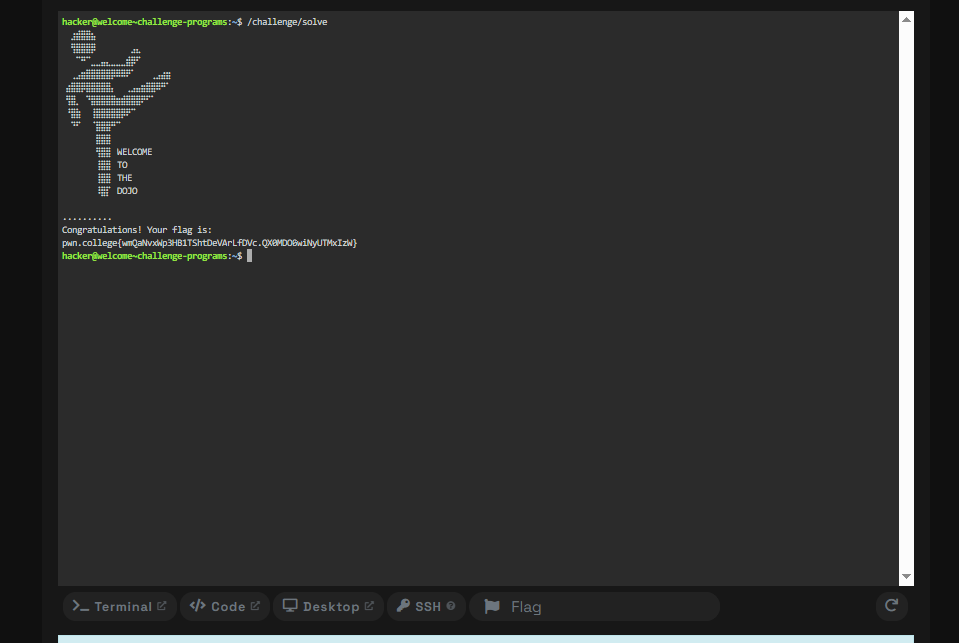 hacker@welcome~challenge-programs:~$ /challenge/solve
WELCOME
TO
THE
DOJO
..........
Congratulations! Your flag is:
pwn.college{wmQaNvxWp3HB1TShtDeVArLfDVc.QX0MDO0wiNyUTMxIzW}
hacker@welcome~challenge-programs:~$
Terminal Code Desktop SSH Flag